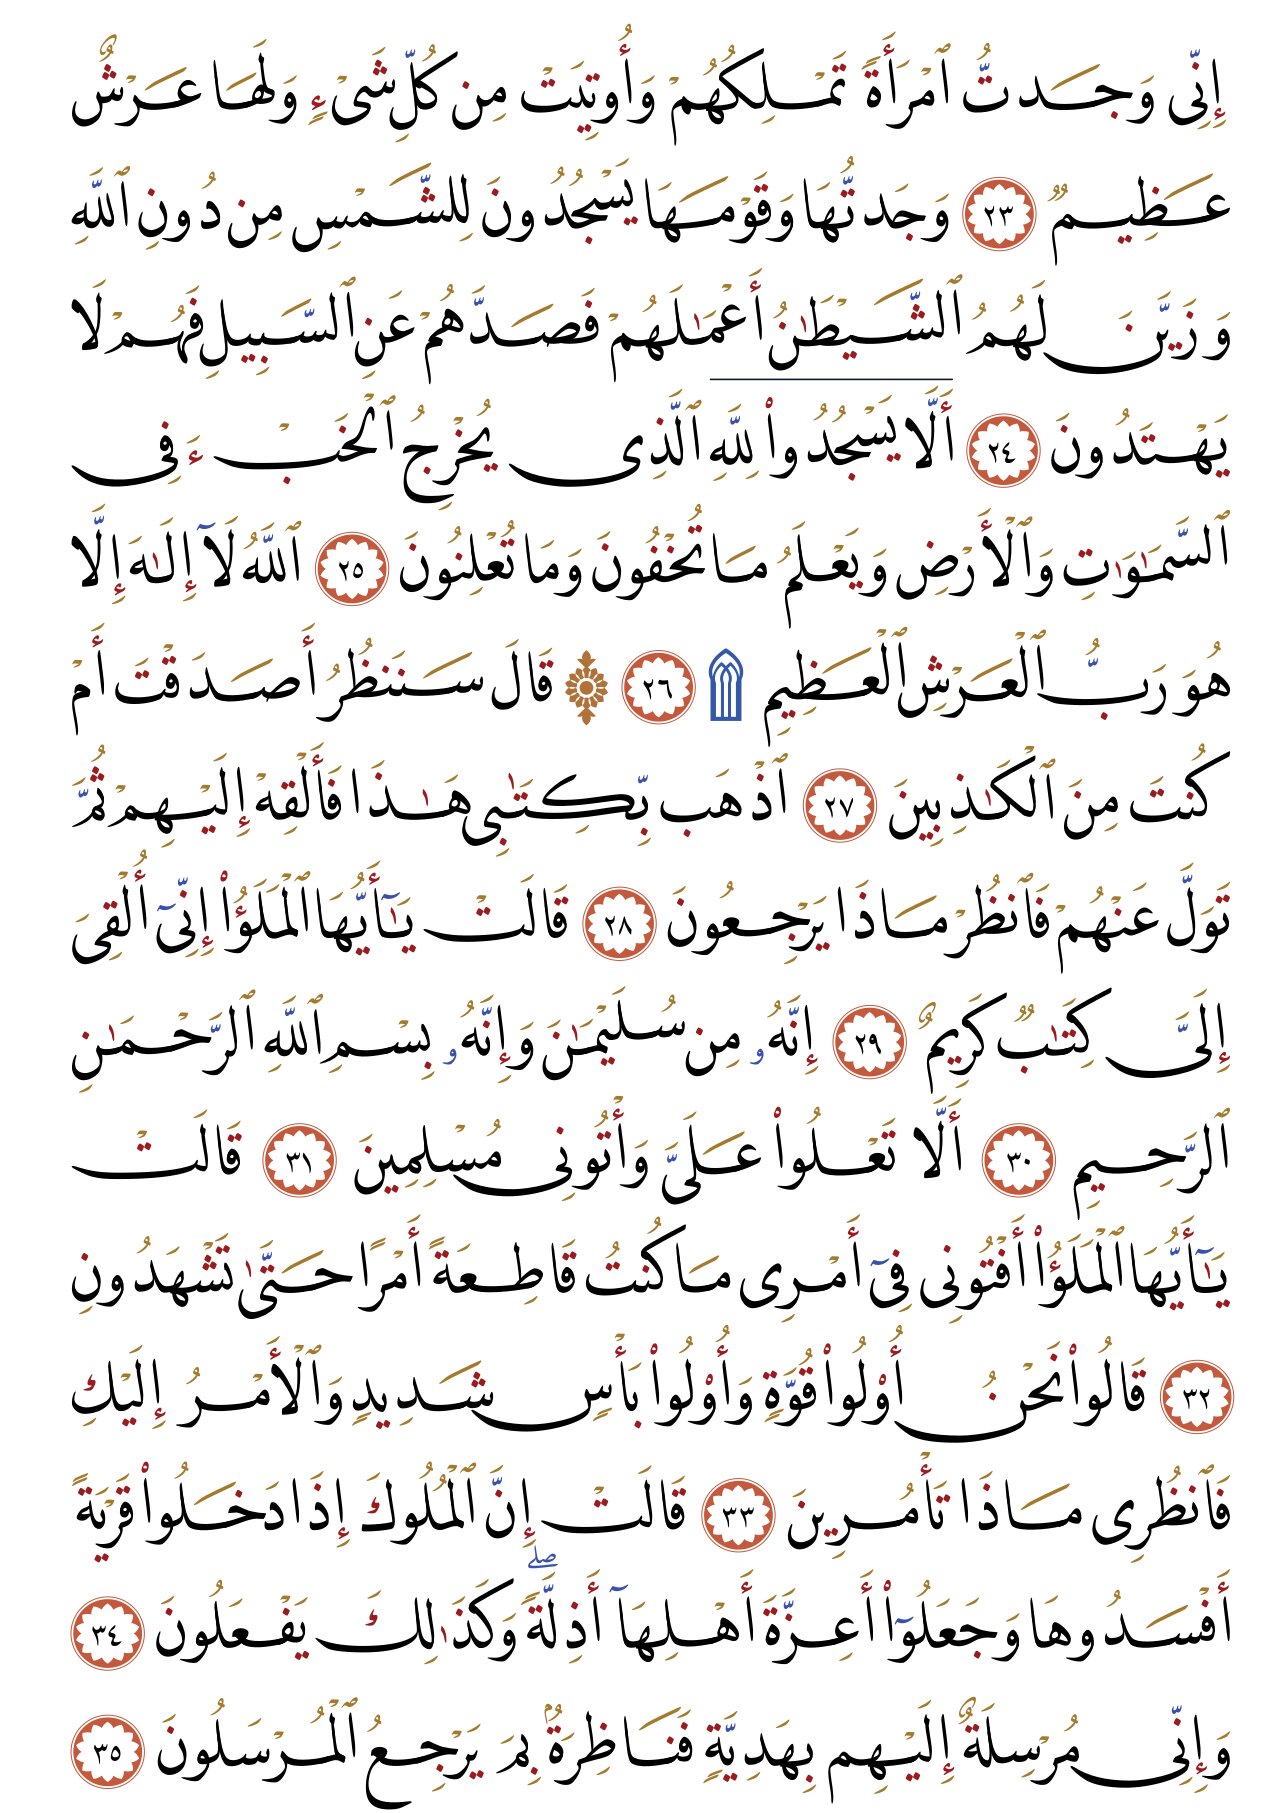 إِنِّى وَجَدتُّ ٱمْرَأَةً تَمْلِكُهُمْ وَأُوتِيَتْ مِن كُلِّ شَىْءٍ وَلَهَا عَرْشٌ
عَظِيمٌ ٢٣ وَجَدتُّهَا وَقَوْمَهَا يَسْجُدُونَ لِلشَّمْسِ مِن دُونِ ٱللَّهِ
وَزَيَّنَ لَهُمُ ٱلشَّيْطَٰنُ أَعْمَٰلَهُمْ فَصَدَّهُمْ عَنِ ٱلسَّبِيلِ فَهُمْ لَا
يَهْتَدُونَ ٢٤ أَلَّا يَسْجُدُوا۟ لِلَّهِ ٱلَّذِى يُخْرِجُ ٱلْخَبْءَ فِى
ٱلسَّمَٰوَٰتِ وَٱلْأَرْضِ وَيَعْلَمُ مَا تُخْفُونَ وَمَا تُعْلِنُونَ ٢٥ ٱللَّهُ لَآ إِلَٰهَ إِلَّا
هُوَ رَبُّ ٱلْعَرْشِ ٱلْعَظِيمِ ۩ ٢٦ ۞ قَالَ سَنَنظُرُ أَصَدَقْتَ أَمْ
كُنتَ مِنَ ٱلْكَٰذِبِينَ ٢٧ ٱذْهَب بِّكِتَٰبِى هَٰذَا فَأَلْقِهْ إِلَيْهِمْ ثُمَّ
تَوَلَّ عَنْهُمْ فَٱنظُرْ مَاذَا يَرْجِعُونَ ٢٨ قَالَتْ يَٰٓأَيُّهَا ٱلْمَلَؤُا۟ إِنِّىٓ أُلْقِىَ
إِلَىَّ كِتَٰبٌ كَرِيمٌ ٢٩ إِنَّهُۥ مِن سُلَيْمَٰنَ وَإِنَّهُۥ بِسْمِ ٱللَّهِ ٱلرَّحْمَٰنِ
ٱلرَّحِيمِ ٣٠ أَلَّا تَعْلُوا۟ عَلَىَّ وَأْتُونِى مُسْلِمِينَ ٣١ قَالَتْ
يَٰٓأَيُّهَا ٱلْمَلَؤُا۟ أَفْتُونِى فِىٓ أَمْرِى مَا كُنتُ قَاطِعَةً أَمْرًا حَتَّىٰ تَشْهَدُونِ
٣٢ قَالُوا۟ نَحْنُ أُو۟لُوا۟ قُوَّةٍ وَأُو۟لُوا۟ بَأْسٍ شَدِيدٍ وَٱلْأَمْرُ إِلَيْكِ
فَٱنظُرِى مَاذَا تَأْمُرِينَ ٣٣ قَالَتْ إِنَّ ٱلْمُلُوكَ إِذَا دَخَلُوا۟ قَرْيَةً
أَفْسَدُوهَا وَجَعَلُوٓا۟ أَعِزَّةَ أَهْلِهَآ أَذِلَّةً ۖ وَكَذَٰلِكَ يَفْعَلُونَ ٣٤
وَإِنِّى مُرْسِلَةٌ إِلَيْهِم بِهَدِيَّةٍ فَنَاظِرَةٌۢ بِمَ يَرْجِعُ ٱلْمُرْسَلُونَ ٣٥